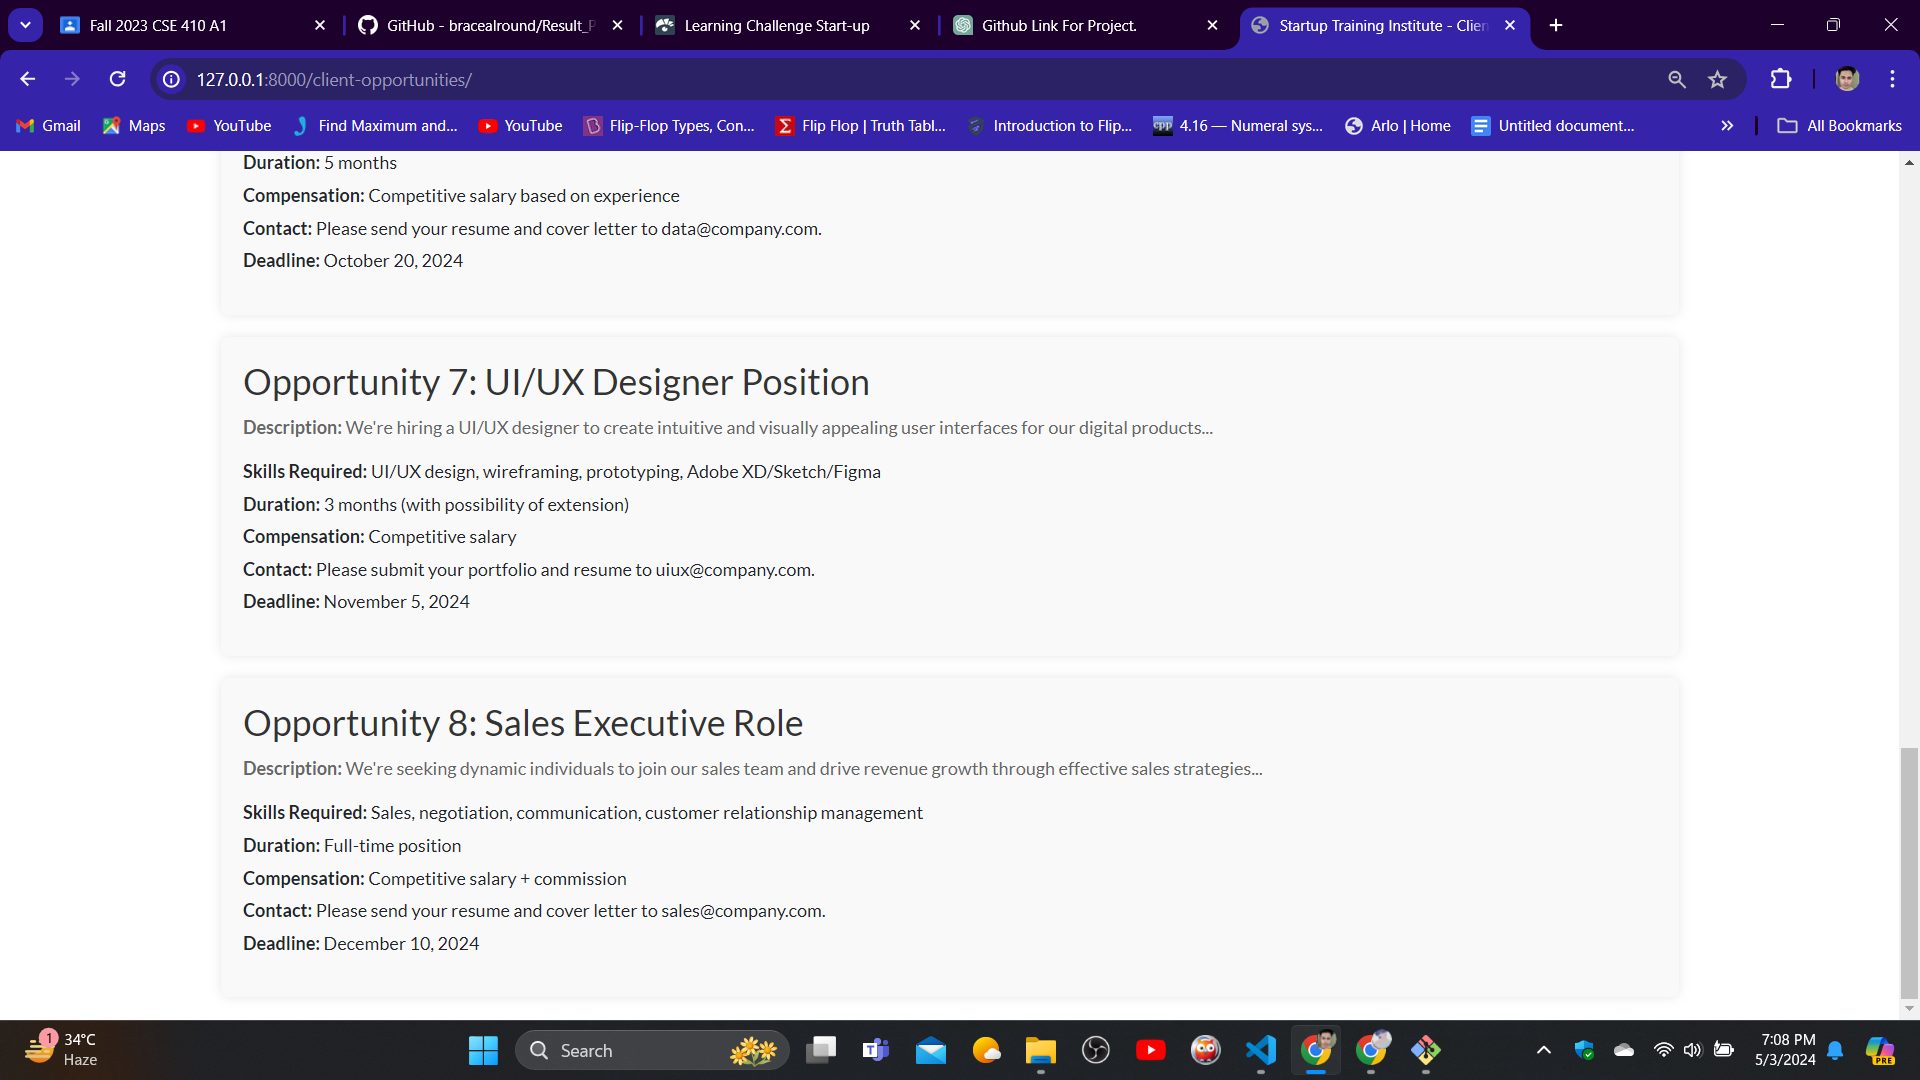 Fall 2023 CSE 410 A1
GitHub - bracealround/Result_P
Learning Challenge Start-up
Github Link For Project.
Startup Training Institute - Clien
127.0.0.1:8000/client-opportunities/
Gmail
Maps
YouTube
Find Maximum and...
YouTube
Flip-Flop Types, Con...
Flip Flop | Truth Tabl...
Introduction to Flip...
4.16 — Numeral sys...
Arlo | Home
Untitled document...
All Bookmarks
Duration: 5 months
Compensation: Competitive salary based on experience
Contact: Please send your resume and cover letter to data@company.com.
Deadline: October 20, 2024
Opportunity 7: UI/UX Designer Position
Description: We're hiring a UI/UX designer to create intuitive and visually appealing user interfaces for our digital products...
Skills Required: UI/UX design, wireframing, prototyping, Adobe XD/Sketch/Figma
Duration: 3 months (with possibility of extension)
Compensation: Competitive salary
Contact: Please submit your portfolio and resume to uiux@company.com.
Deadline: November 5, 2024
Opportunity 8: Sales Executive Role
Description: We're seeking dynamic individuals to join our sales team and drive revenue growth through effective sales strategies...
Skills Required: Sales, negotiation, communication, customer relationship management
Duration: Full-time position
Compensation: Competitive salary + commission
Contact: Please send your resume and cover letter to sales@company.com.
Deadline: December 10, 2024
1
34°C
Haze
Search
7:08 PM
5/3/2024
PRE